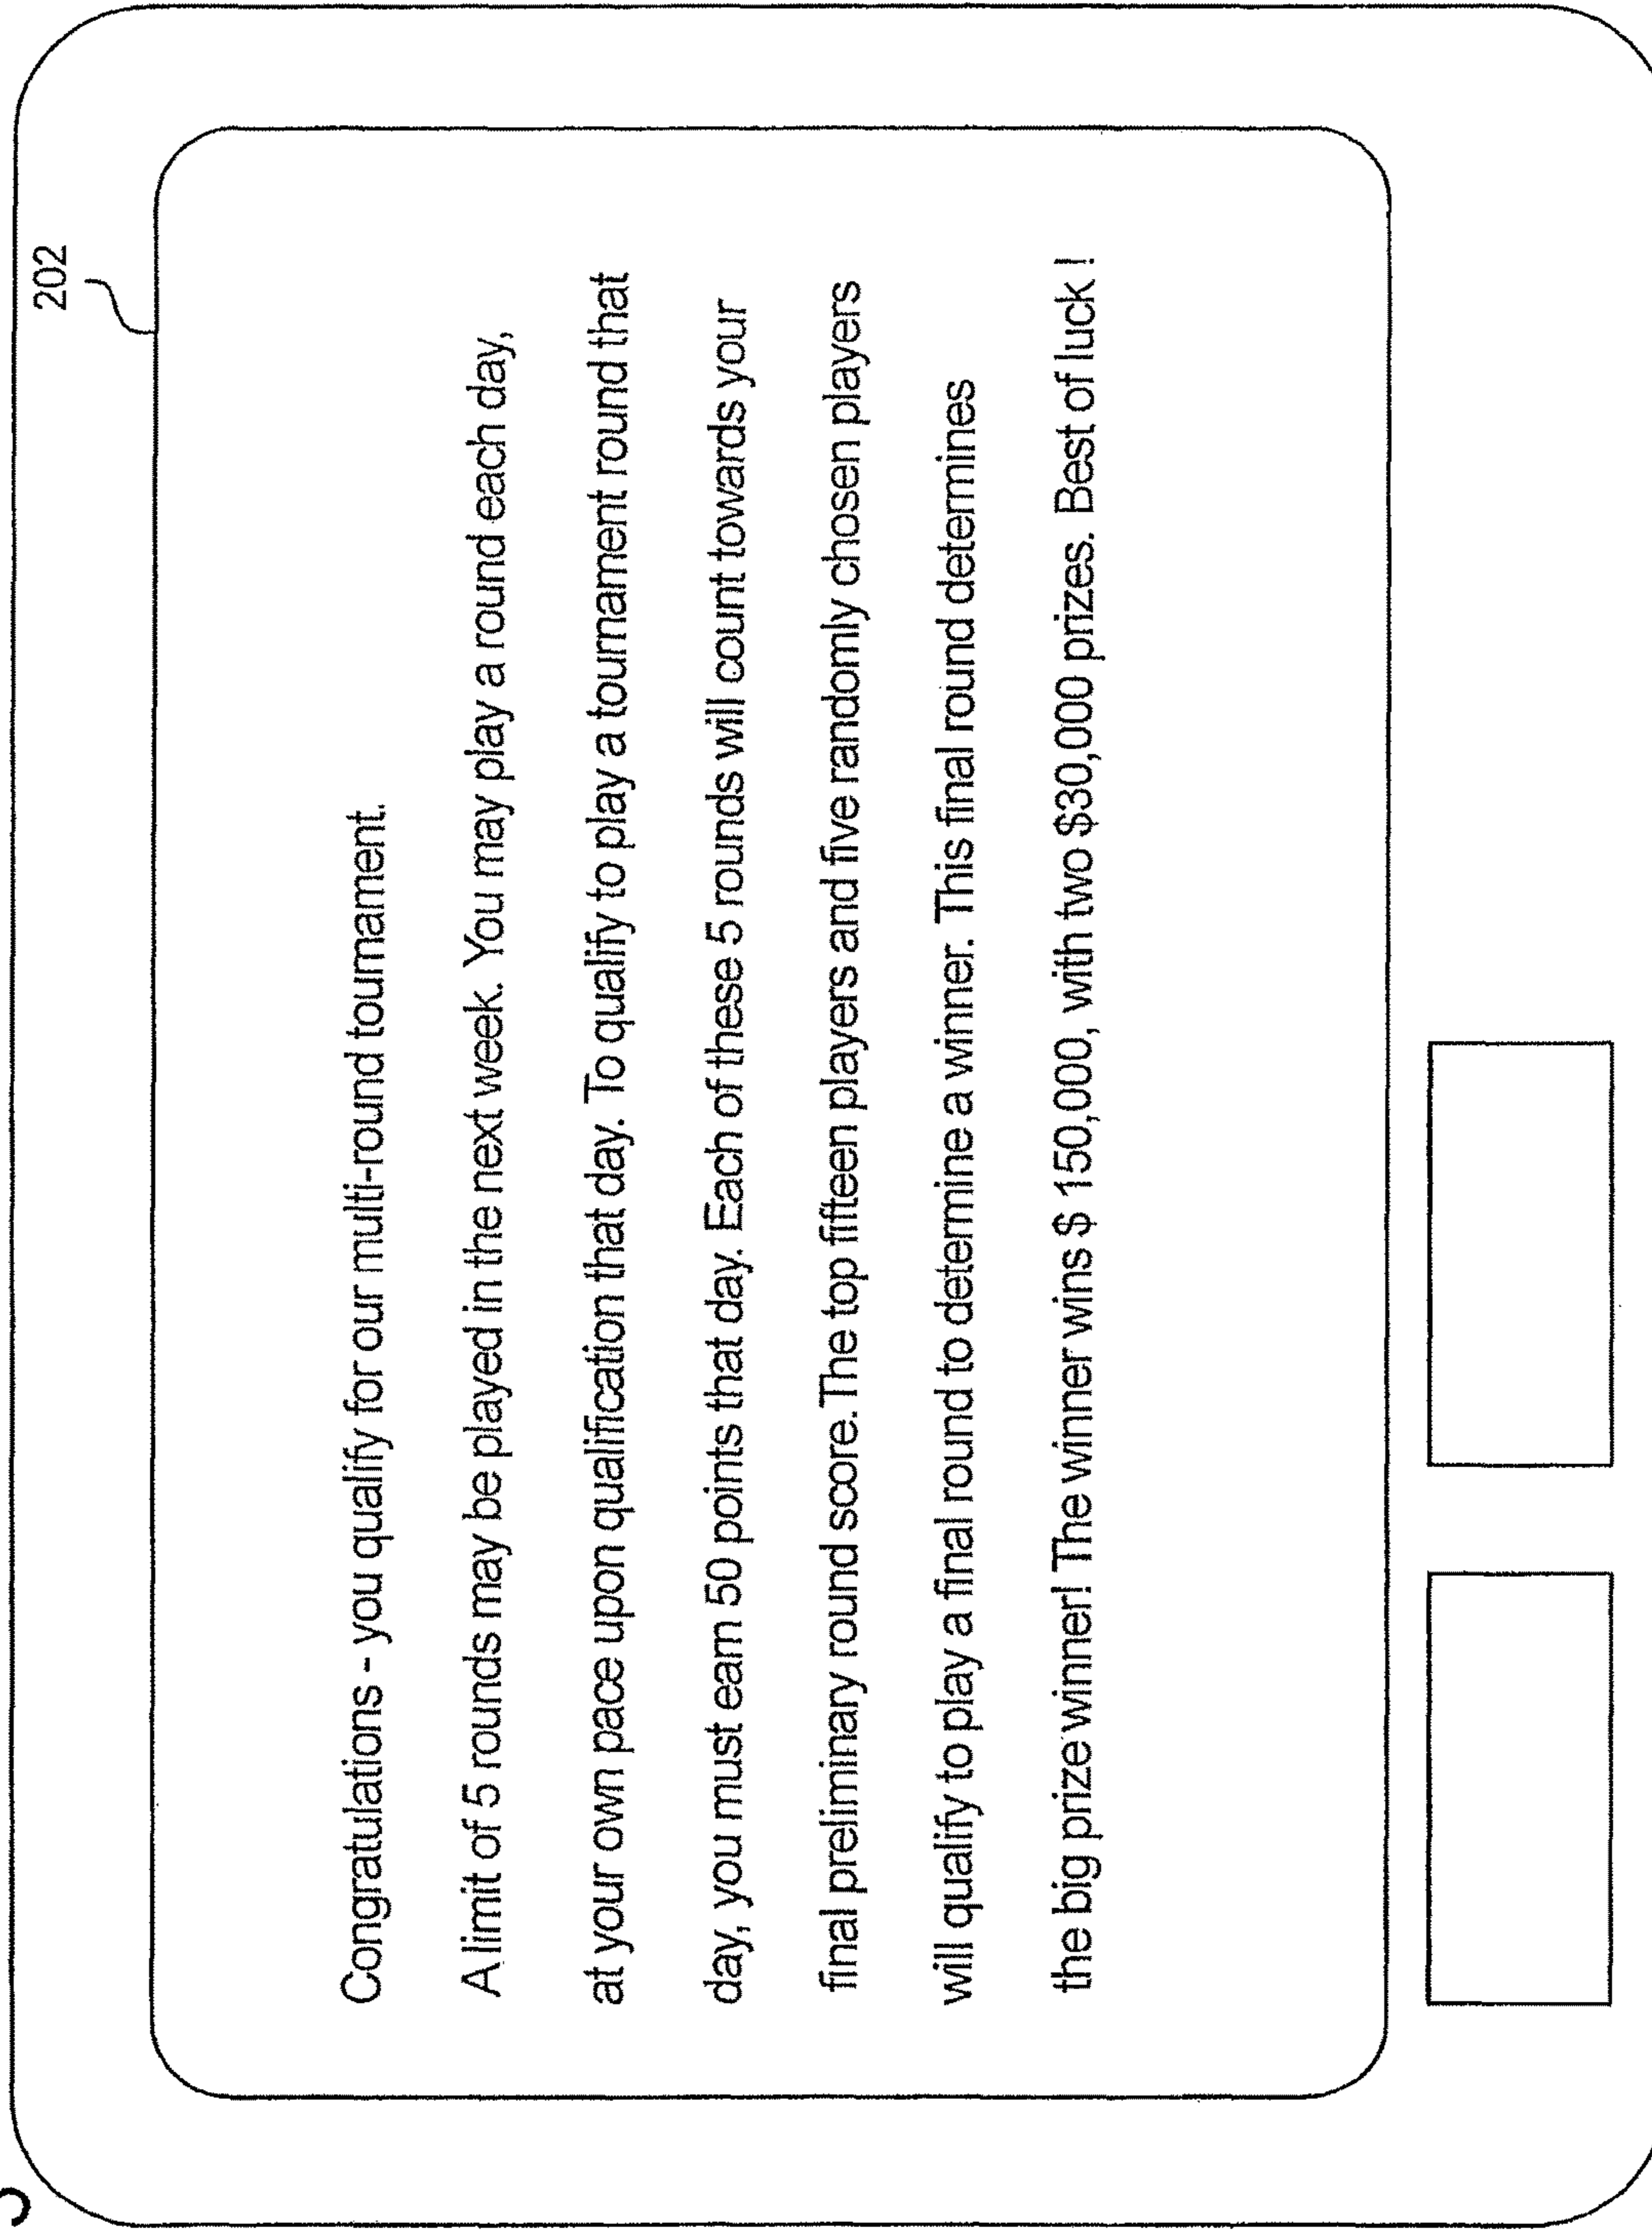 202
Congratulations - you qualify for our multi-round tournament.
A limit of 5 rounds may be played in the next week. You may play a round each day,
at your own pace upon qualification that day. To qualify to play a tournament round that
day, you must earn 50 points that day. Each of these 5 rounds will count towards your
final preliminary round score. The top fifteen players and five randomly chosen players
will qualify to play a final round to determine a winner. This final round determines
the big prize winner! The winner wins $ 150,000, with two $30,000 prizes. Best of luck !